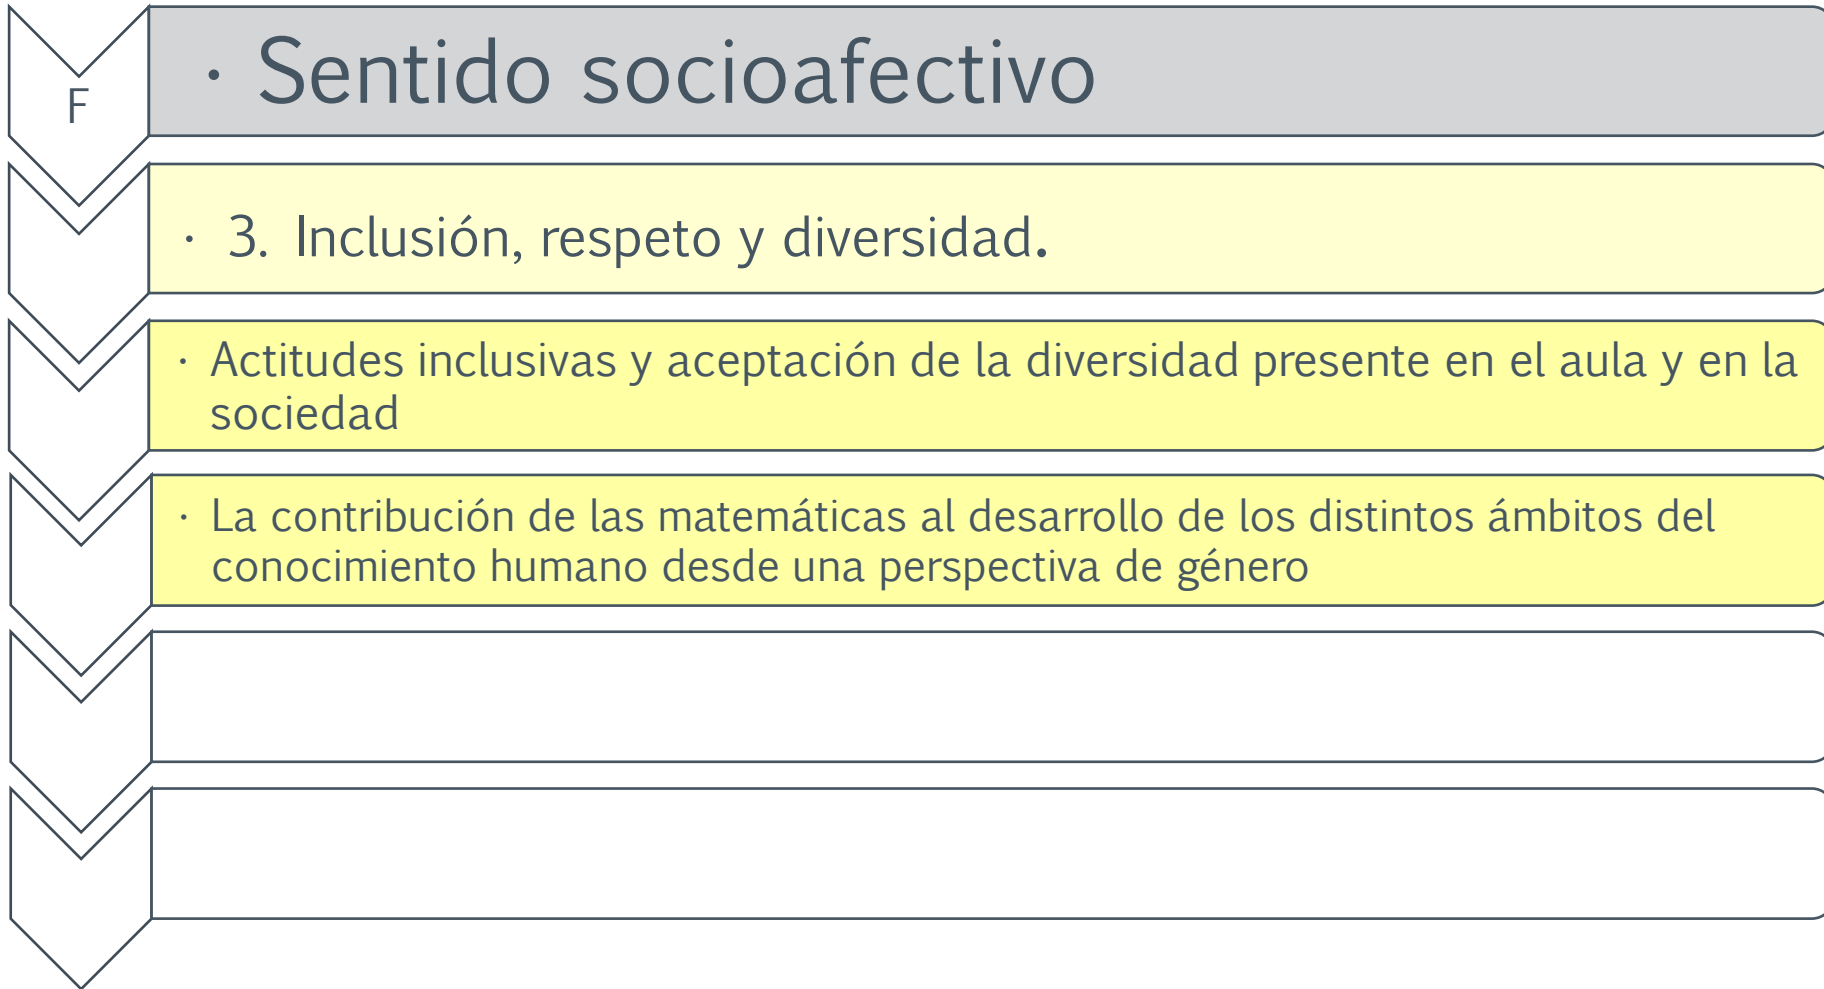 F
· Sentido socioafectivo
· 3. Inclusión, respeto y diversidad.
· Actitudes inclusivas y aceptación de la diversidad presente en el aula y en la
sociedad
· La contribución de las matemáticas al desarrollo de los distintos ámbitos del
conocimiento humano desde una perspectiva de género